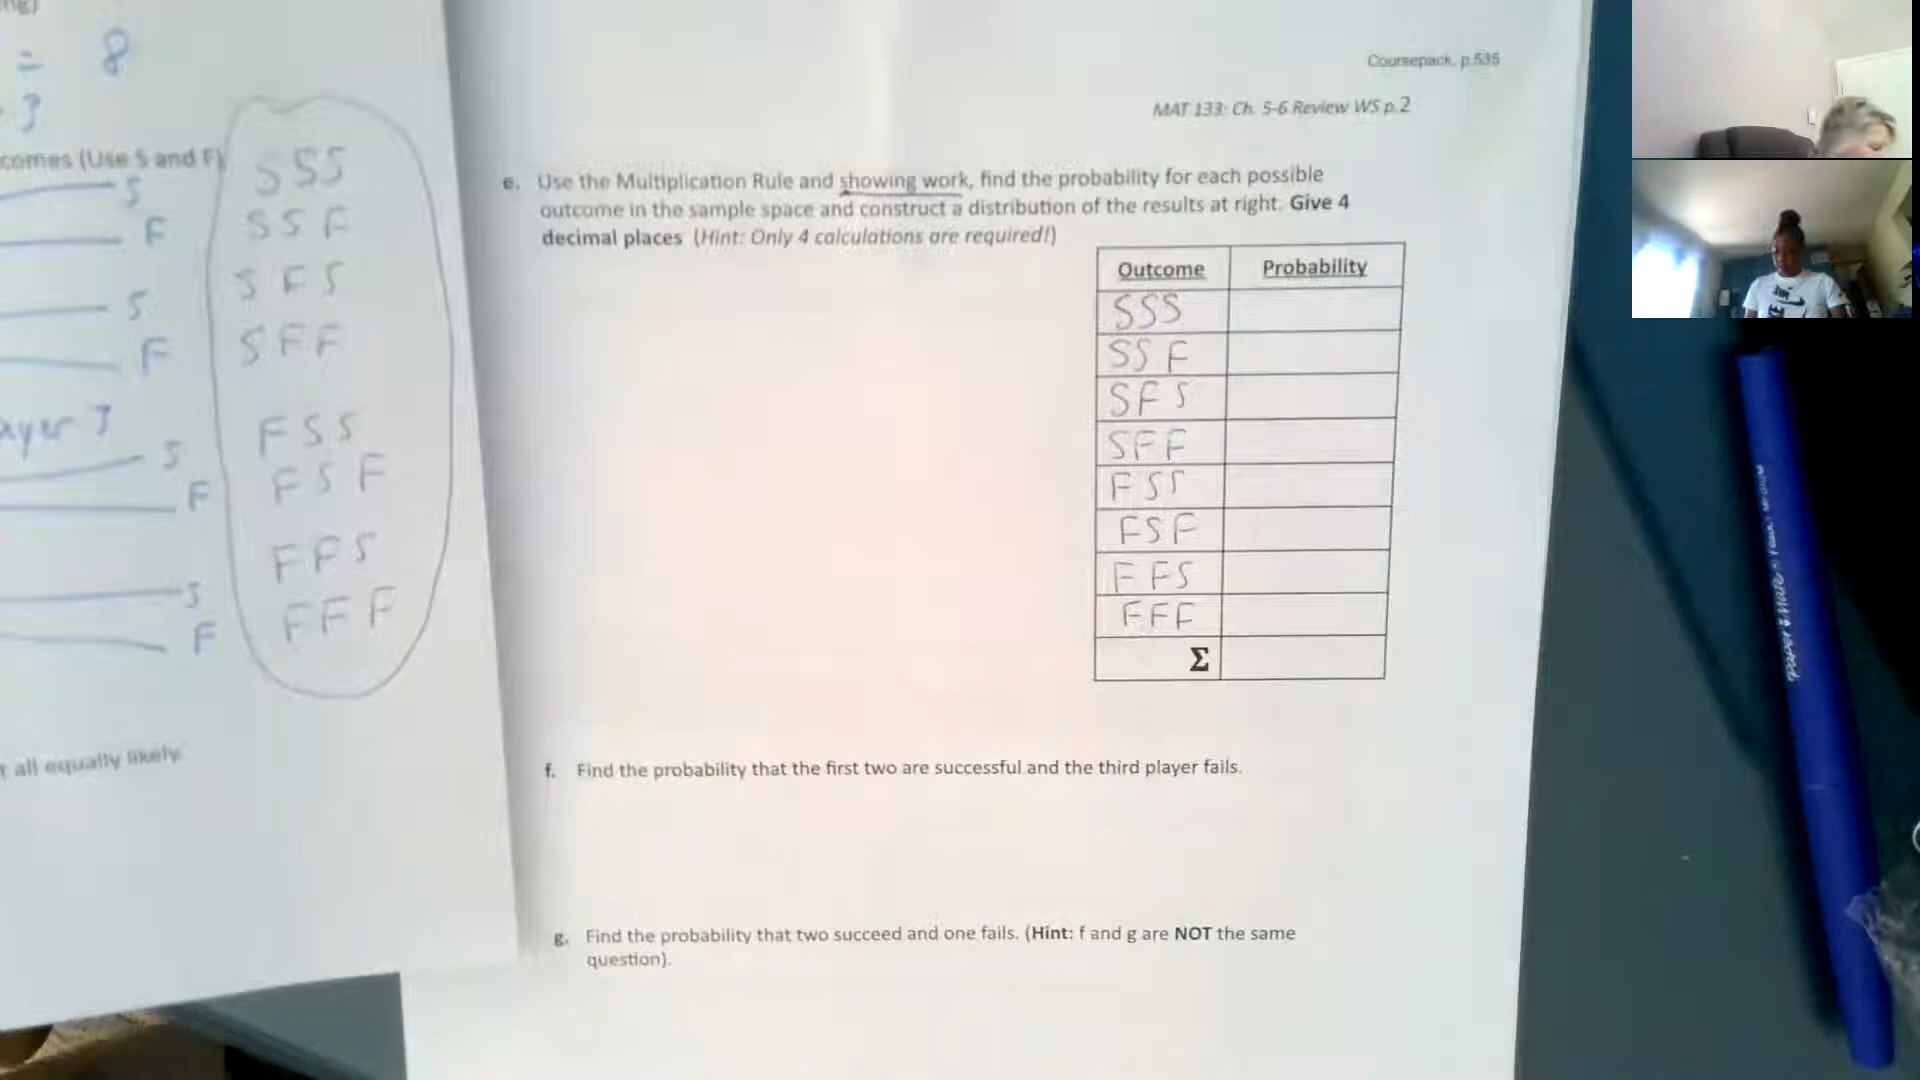 = 8
3
comes (Use S and F)
S
F
S
F
ayer 3
S
F
S
F
SSS
SSF
SFS
SFF
FSS
FSF
FFS
FFF
all equally likely.
Coursepack, p.535
MAT 133: Ch. 5-6 Review WS p.2
e. Use the Multiplication Rule and showing work, find the probability for each possible
outcome in the sample space and construct a distribution of the results at right. Give 4
decimal places (Hint: Only 4 calculations are required!)
Outcome Probability
SSS
SSF
SFS
SFF
FSS
FSF
FFS
FFF
Σ
f. Find the probability that the first two are successful and the third player fails.
g. Find the probability that two succeed and one fails. (Hint: f and g are NOT the same
question).